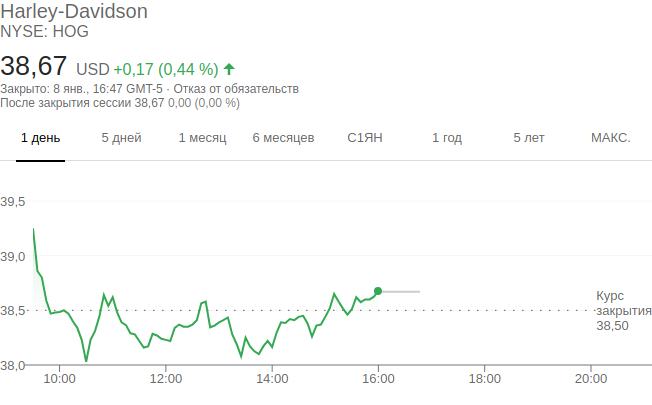 Harley-Davidson
NYSE: HOG
38,67 USD +0,17 (0,44 %)
Закрыто: 8 янв., 16:47 GMT-5 · Отказ от обязательств
После закрытия сессии 38,67 0,00 (0,00 %)
1 день 5 дней 1 месяц 6 месяцев С1ЯН 1 год 5 лет МАКС.
39,5
39,0
38,5
38,0
Курс
закрытия
38,50
10:00 12:00 14:00 16:00 18:00 20:00